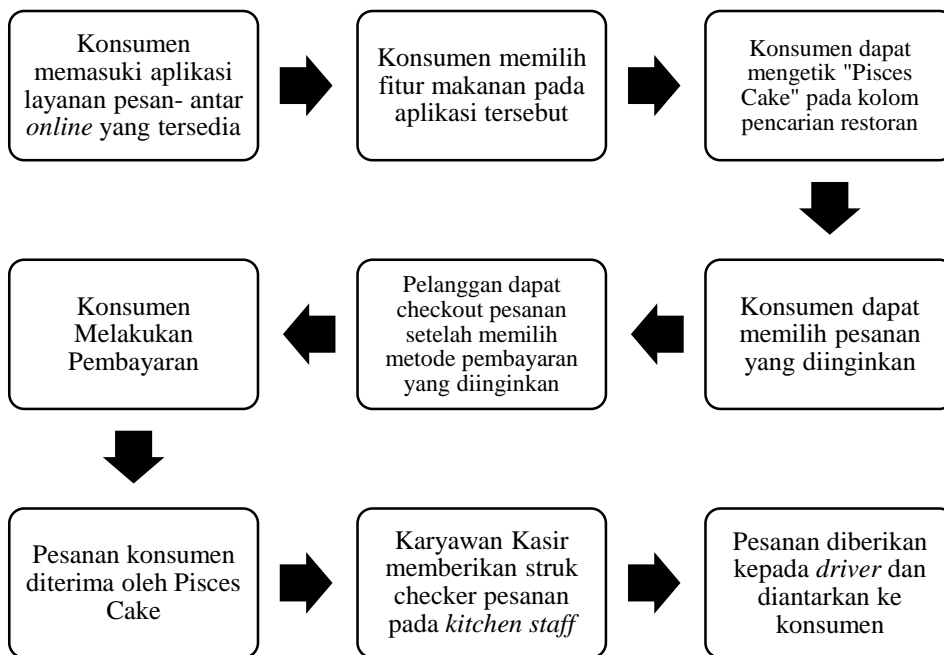 Konsumen
memasuki aplikasi
layanan pesan- antar
online yang tersedia
Konsumen memilih
fitur makanan pada
aplikasi tersebut
Konsumen dapat
mengetik "Pisces
Cake" pada kolom
pencarian restoran
Konsumen dapat
memilih pesanan
yang diinginkan
Pelanggan dapat
checkout pesanan
setelah memilih
metode pembayaran
yang diinginkan
Konsumen
Melakukan
Pembayaran
Pesanan konsumen
diterima oleh Pisces
Cake
Karyawan Kasir
memberikan struk
checker pesanan
pada kitchen staff
Pesanan diberikan
kepada driver dan
diantarkan ke
konsumen